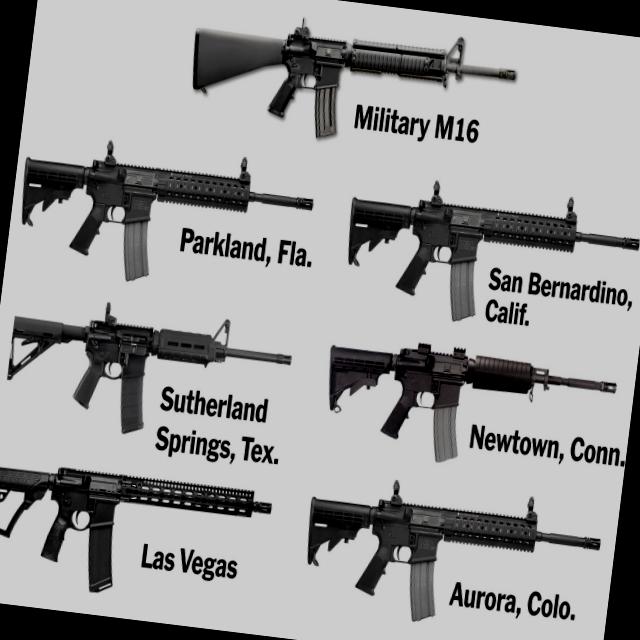 Military M16
Parkland, Fla.
San Bernardino,
Calif.
Sutherland
Springs, Tex.
Newtown, Conn.
Las Vegas
Aurora, Colo.